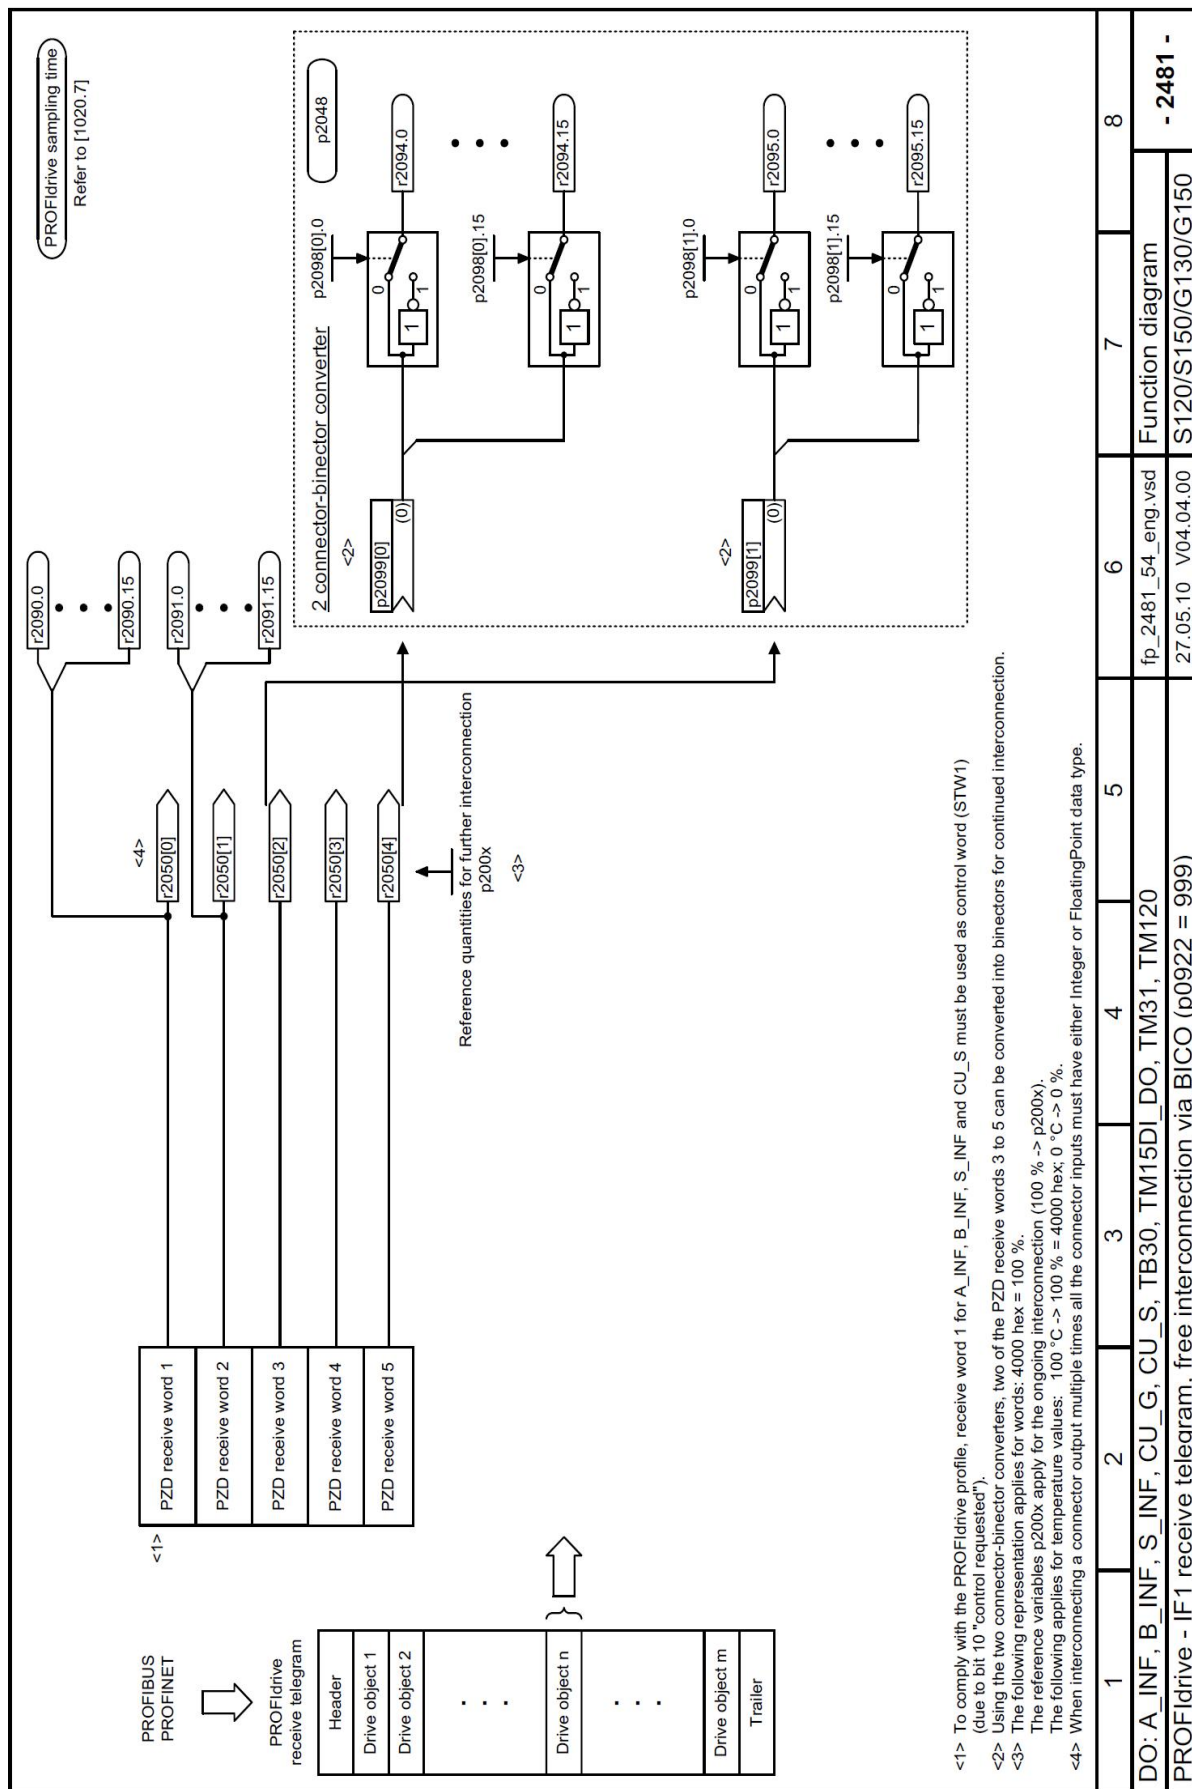 PROFIdrive sampling time
Refer to [1020.7]
PROFIBUS
PROFINET
PROFIdrive
receive telegram
Header
Drive object 1
Drive object 2
. . .
Drive object n
. . .
Drive object m
Trailer
<1>
PZD receive word 1
PZD receive word 2
PZD receive word 3
PZD receive word 4
PZD receive word 5
<4>
r2050[0]
r2050[1]
r2050[2]
r2050[3]
r2050[4]
Reference quantities for further interconnection
p200x
<3>
r2090.0
r2090.15
r2091.0
r2091.15
2 connector-binector converter
p2048
<2>
p2099[0]
(0)
p2098[0].0
0
1
1
r2094.0
p2098[0].15
0
1
1
r2094.15
<2>
p2099[1]
(0)
p2098[1].0
0
1
1
r2095.0
p2098[1].15
0
1
1
r2095.15
<1> To comply with the PROFIdrive profile, receive word 1 for A_INF, B_INF, S_INF and CU_S must be used as control word (STW1)
(due to bit 10 "control requested").
<2> Using the two connector-binector converters, two of the PZD receive words 3 to 5 can be converted into binectors for continued interconnection.
<3> The following representation applies for words: 4000 hex = 100 %.
The reference variables p200x apply for the ongoing interconnection (100 % -> p200x).
The following applies for temperature values: 100 °C -> 100 % = 4000 hex; 0 °C -> 0 %.
<4> When interconnecting a connector output multiple times all the connector inputs must have either Integer or FloatingPoint data type.
1 2 3 4 5 6 7 8
DO: A_INF, B_INF, S_INF, CU_G, CU_S, TB30, TM15DI_DO, TM31, TM120
fp_2481_54_eng.vsd
Function diagram
- 2481 -
PROFIdrive - IF1 receive telegram, free interconnection via BICO (p0922 = 999)
27.05.10 V04.04.00
S120/S150/G130/G150